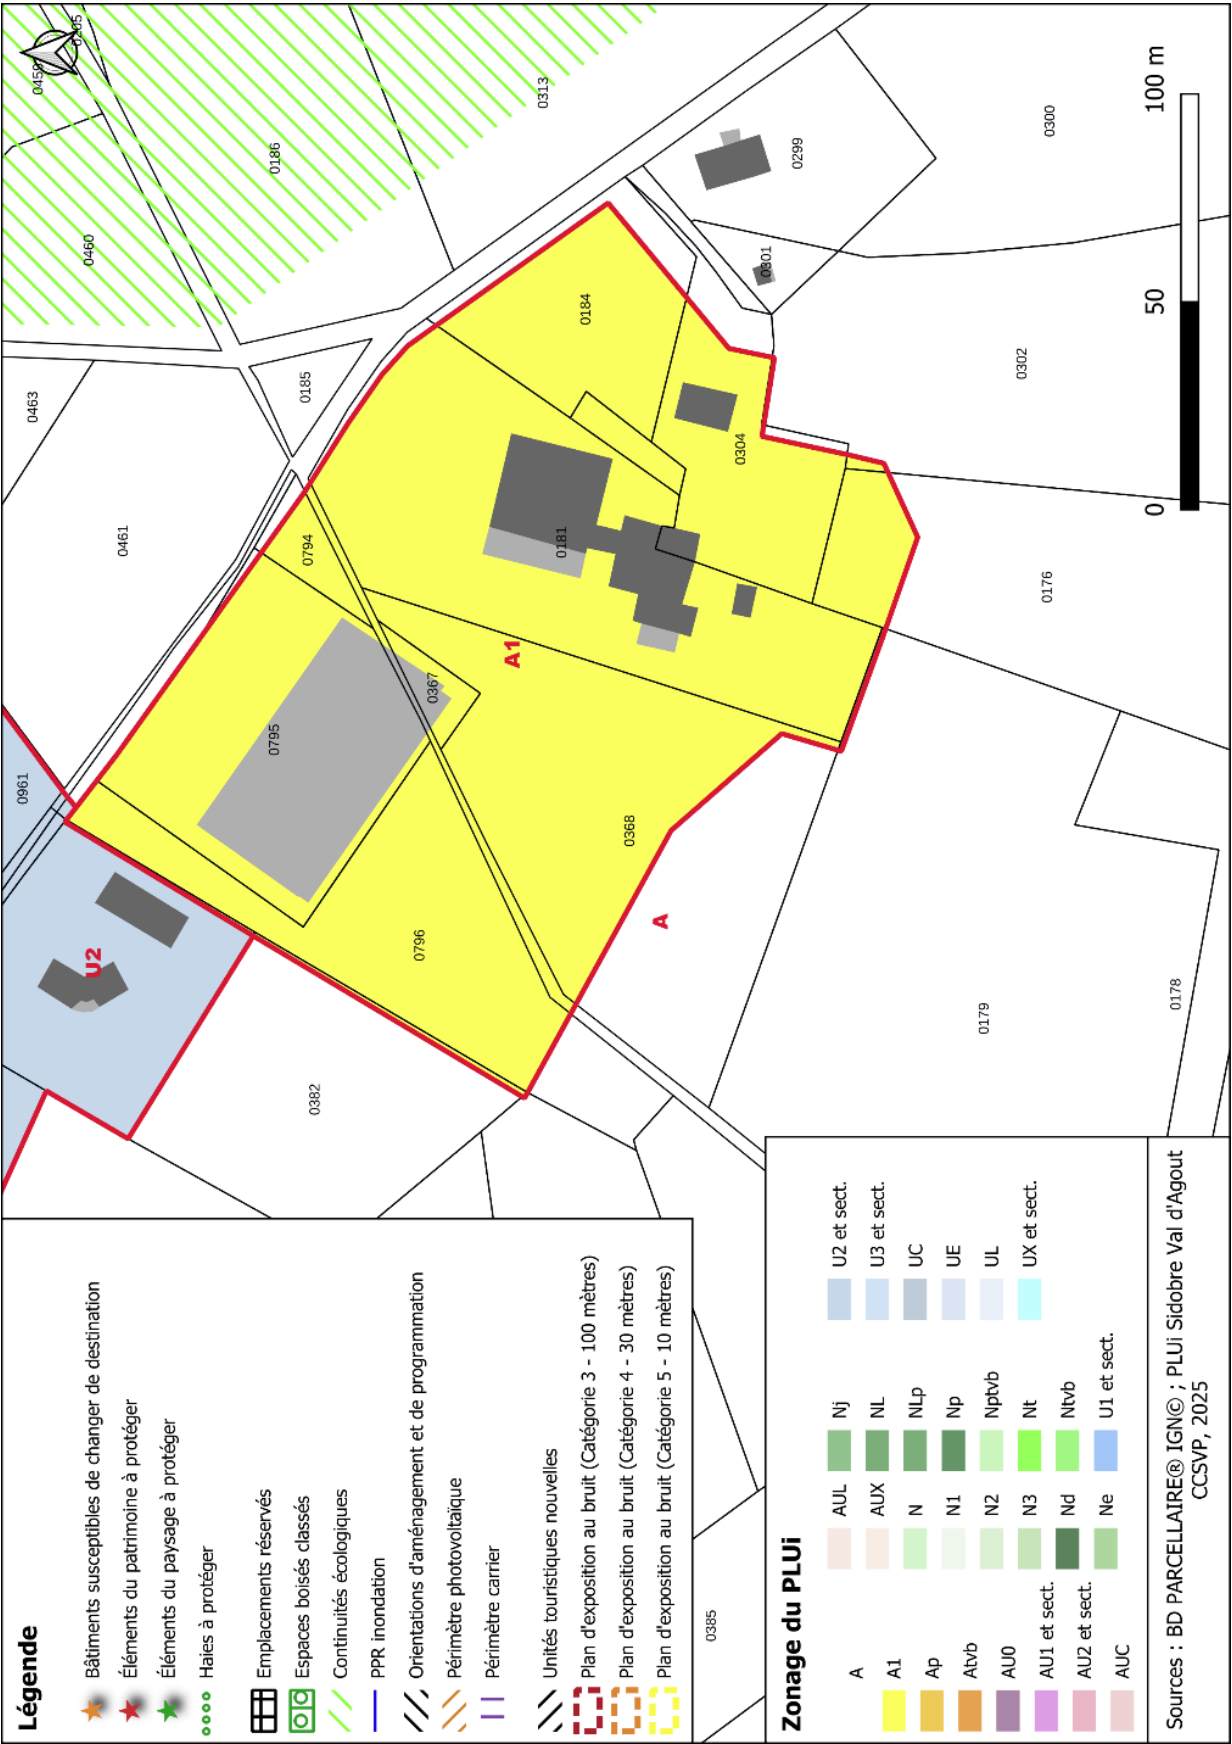 Légende
Bâtiments susceptibles de changer de destination
Éléments du patrimoine à protéger
Éléments du paysage à protéger
Haies à protéger
Emplacements réservés
Espaces boisés classés
Continuités écologiques
PPR inondation
Orientations d'aménagement et de programmation
Périmètre photovoltaïque
Périmètre carrier
Unités touristiques nouvelles
Plan d'exposition au bruit (Catégorie 3 - 100 mètres)
Plan d'exposition au bruit (Catégorie 4 - 30 mètres)
Plan d'exposition au bruit (Catégorie 5 - 10 mètres)
Zonage du PLUi
A
A1
Ap
Atvb
AU0
AU1 et sect.
AU2 et sect.
AUC
AUL
AUX
N
N1
N2
N3
Nd
Ne
Nj
NL
NLp
Np
Nptvb
Nt
Ntvb
U1 et sect.
U2 et sect.
U3 et sect.
UC
UE
UL
UX et sect.
Sources : BD PARCELLAIRE® IGN© ; PLUi Sidobre Val d'Agout
CCSVP, 2025
0961
U2
0382
0385
0796
0795
0367
0368
A
A1
0794
0181
0461
0463
0185
0460
0186
0313
0184
0304
0301
0299
0300
0302
0176
0179
0178
0 50 100 m